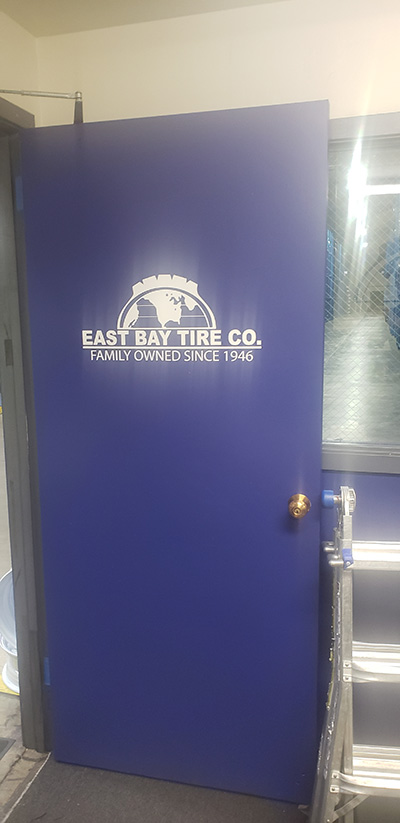 EAST BAY TIRE CO.
FAMILY OWNED SINCE 1946